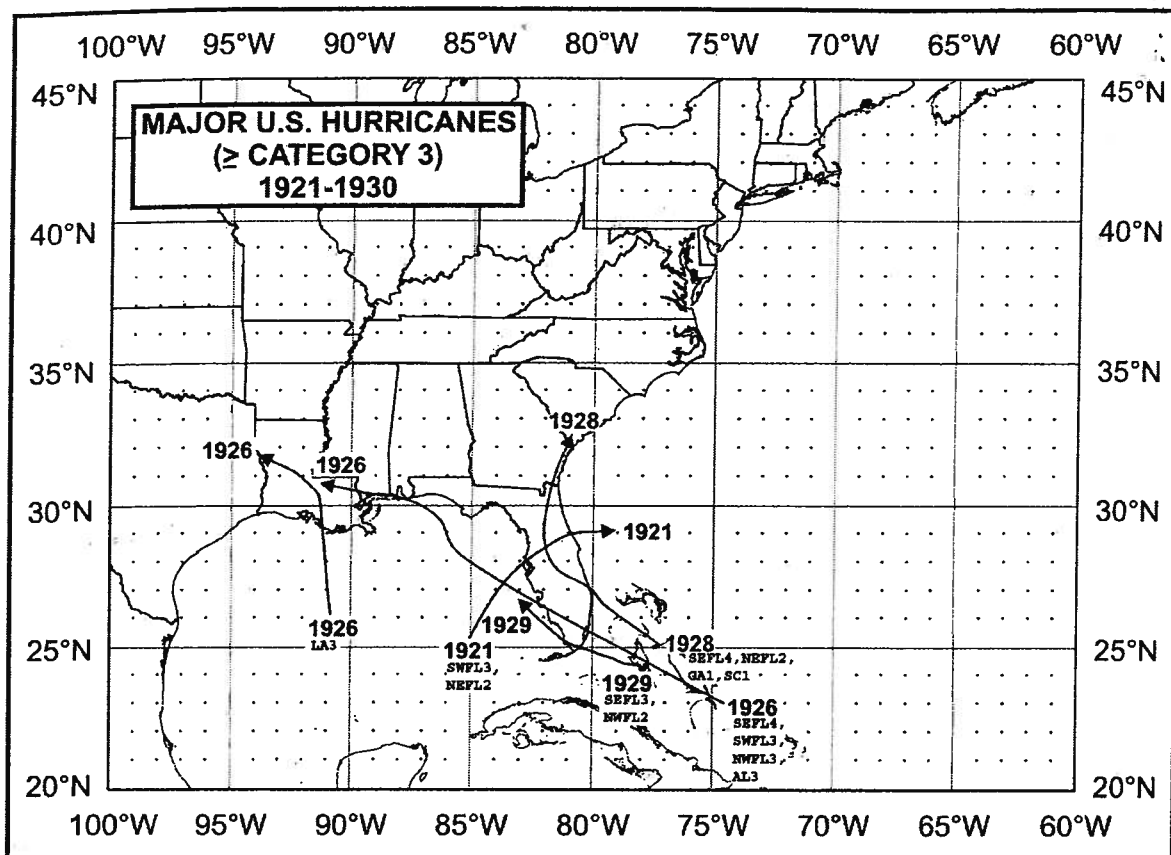 100°W 95°W 90°W 85°W 80°W 75°W 70°W 65°W 60°W
45°N 45°N
MAJOR U.S. HURRICANES
(≥ CATEGORY 3)
1921-1930
40°N 40°N
35°N 35°N
1928
1926
1926
30°N 30°N
1921
1926
LA3
1929
1921
SWFL3,
NEFL2
1928
SEFL4,NEFL2,
GA1,SC1
25°N 25°N
1929
SEFL3,
NWFL2
1926
SEFL4,
SWFL3,
NWFL3,
AL3
20°N 20°N
100°W 95°W 90°W 85°W 80°W 75°W 70°W 65°W 60°W